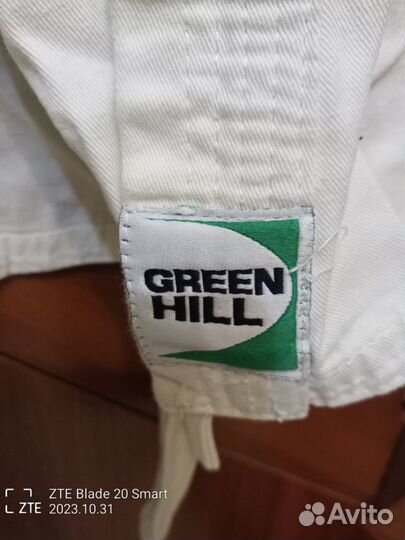 GREEN
HILL
ZTE Blade 20 Smart
ZTE 2023.10.31
Avito